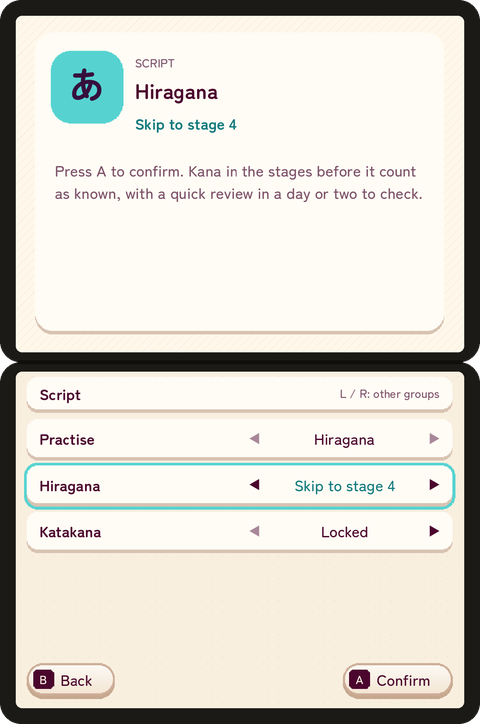 あ
SCRIPT
Hiragana
Skip to stage 4
Press A to confirm. Kana in the stages before it count
as known, with a quick review in a day or two to check.
Script
L / R: other groups
Practise
Hiragana
Hiragana
Skip to stage 4
Katakana
Locked
B Back
A Confirm